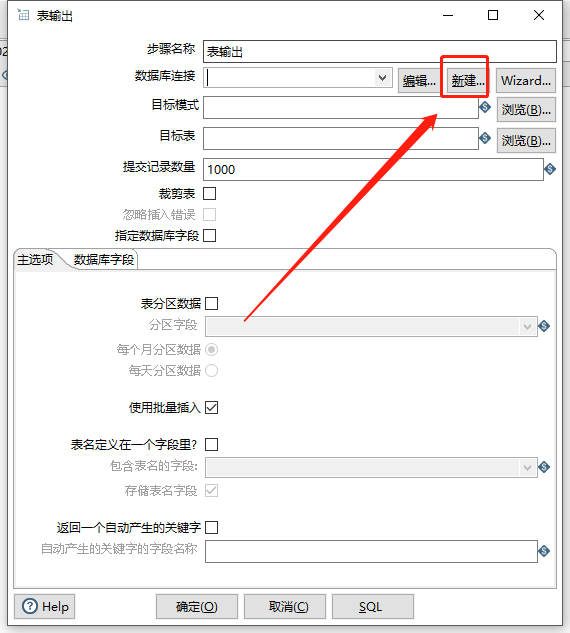 表输出
步骤名称 表输出
数据库连接 编辑... 新建... Wizard...
目标模式 浏览(B)...
目标表 浏览(B)...
提交记录数量 1000
裁剪表
忽略插入错误
指定数据库字段
主选项 数据库字段
表分区数据
分区字段
每个月分区数据
每天分区数据
使用批量插入
表名定义在一个字段里?
包含表名的字段:
存储表名字段
返回一个自动产生的关键字
自动产生的关键字的字段名称
Help 确定(O) 取消(C) SQL